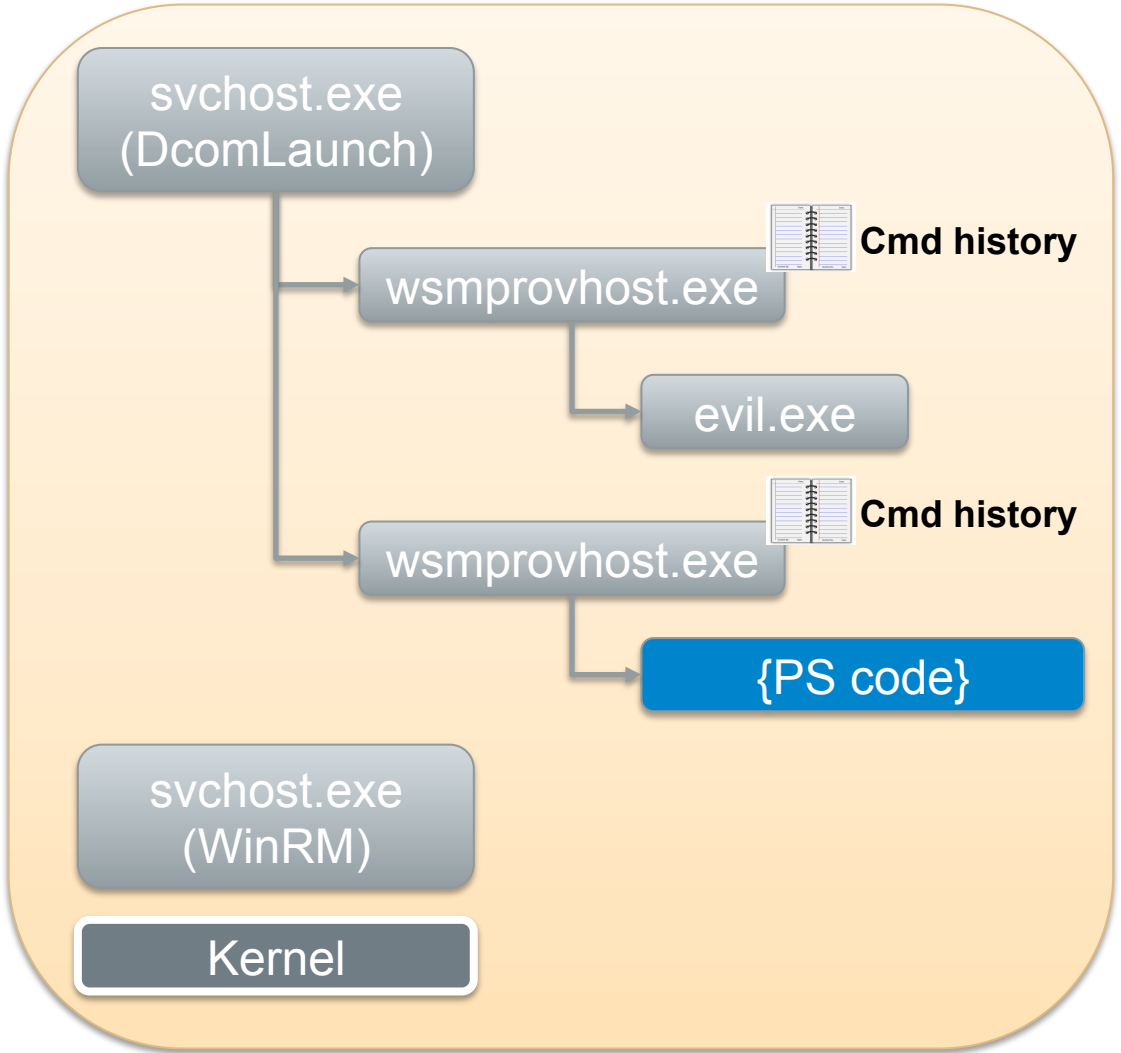 svchost.exe
(DcomLaunch)
Cmd history
wsmprovhost.exe
evil.exe
Cmd history
wsmprovhost.exe
{PS code}
svchost.exe
(WinRM)
Kernel